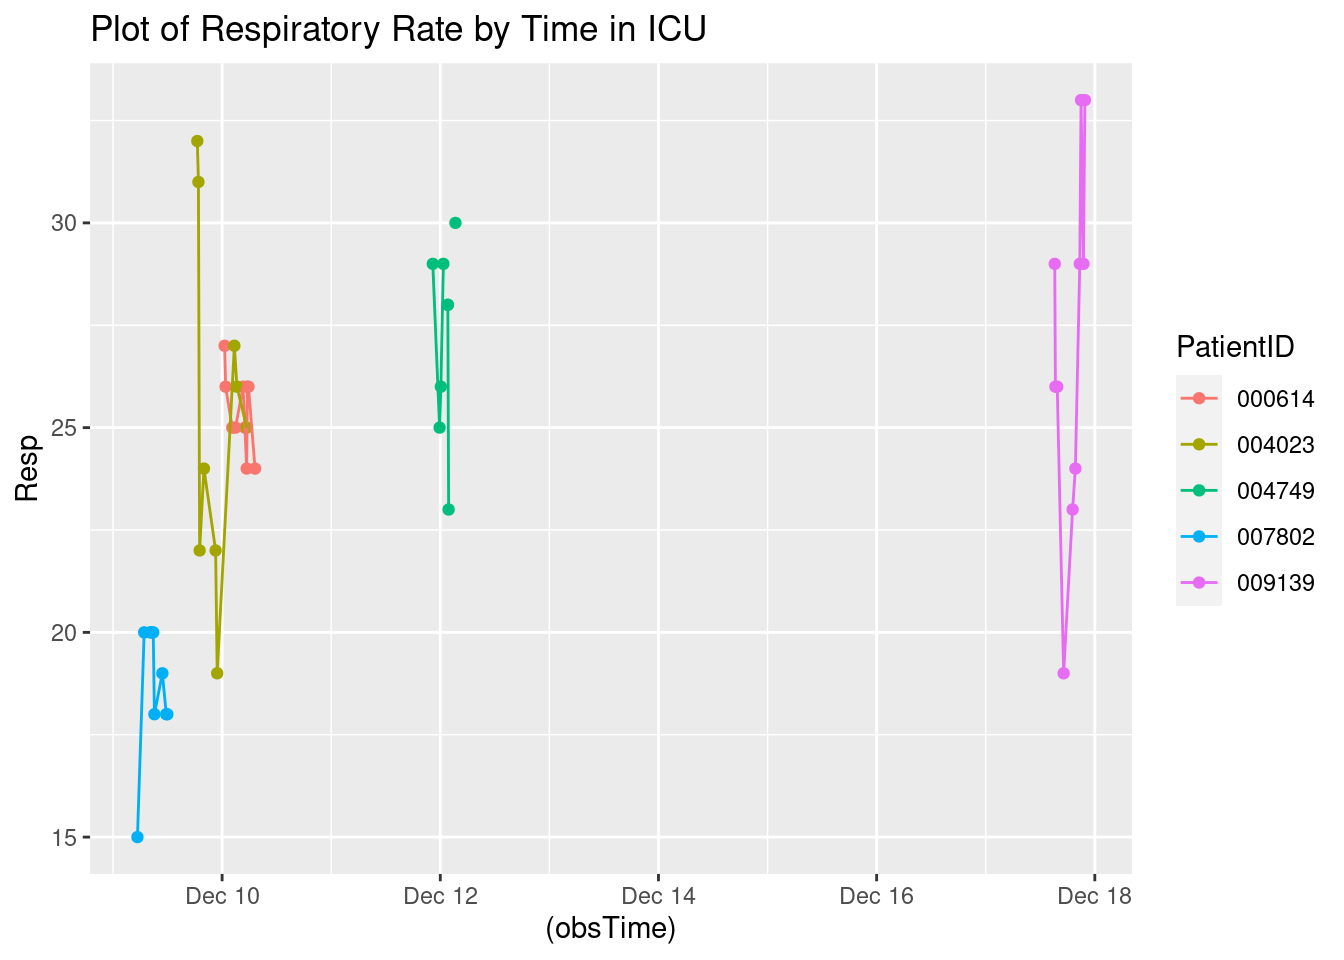 Plot of Respiratory Rate by Time in ICU
30
25
20
15
Resp
Dec 10
Dec 12
Dec 14
Dec 16
Dec 18
(obsTime)
PatientID
000614
004023
004749
007802
009139